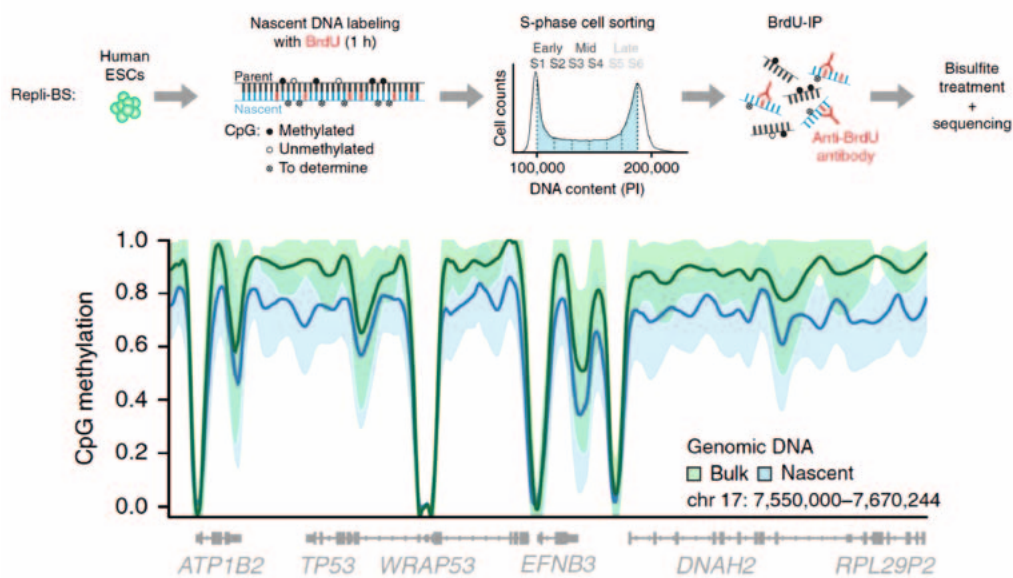 Repli-BS:
Human
ESCs
Nascent DNA labeling
with BrdU (1 h)
Parent
Nascent
CpG: ● Methylated
○ Unmethylated
To determine
S-phase cell sorting
Early Mid Late
S1 S2 S3 S4 S5 S6
Cell counts
100,000 200,000
DNA content (PI)
BrdU-IP
Anti-BrdU
antibody
Bisulfite
treatment
+
sequencing
CpG methylation
1.0
0.8
0.6
0.4
0.2
0.0
Genomic DNA
Bulk Nascent
chr 17: 7,550,000–7,670,244
ATP1B2 TP53 WRAP53 EFNB3 DNAH2 RPL29P2